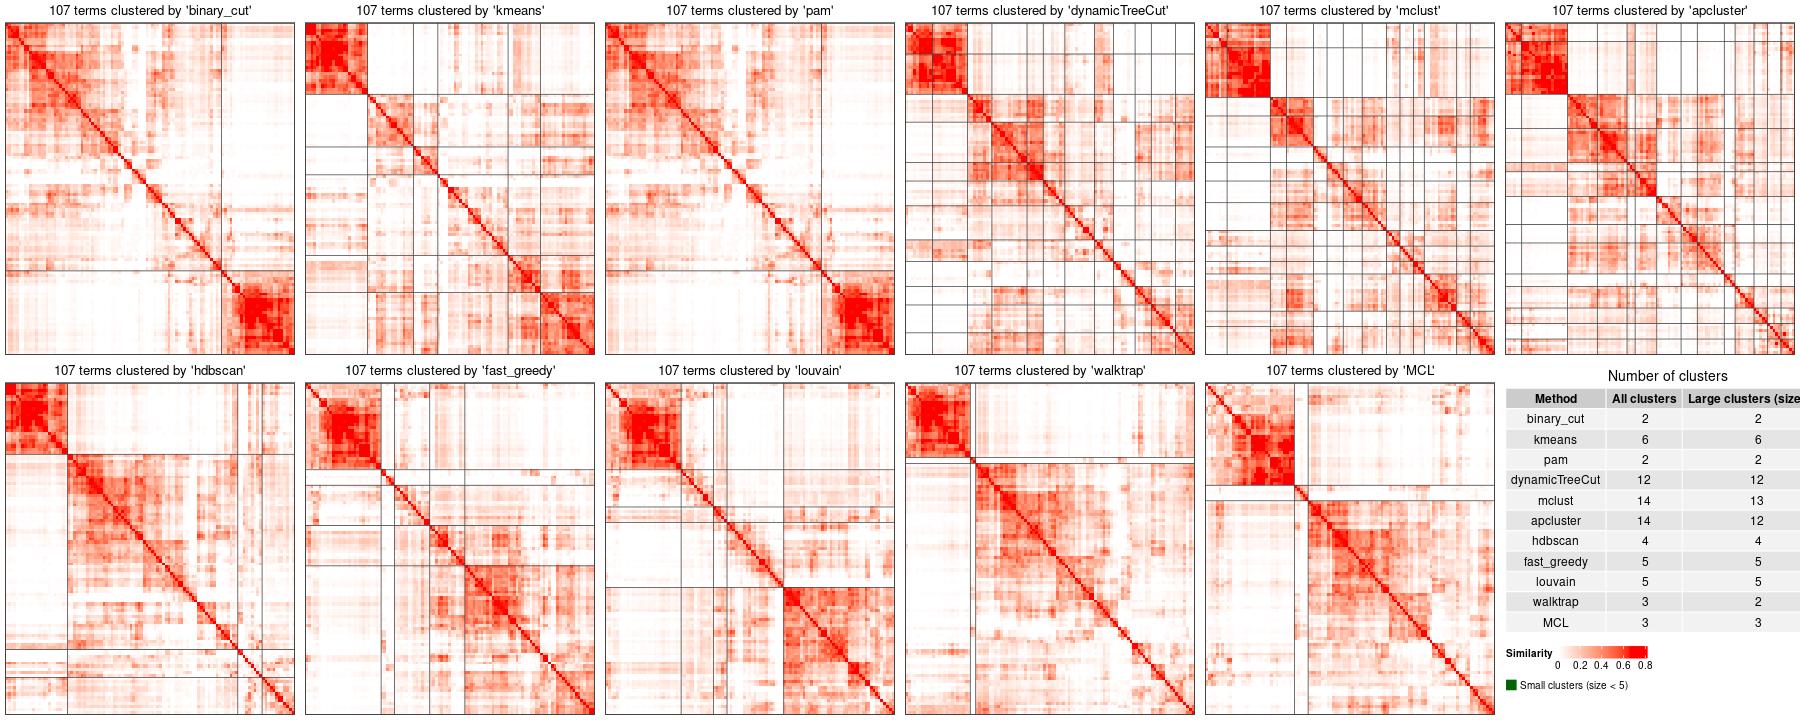 107 terms clustered by 'binary_cut'
107 terms clustered by 'kmeans'
107 terms clustered by 'pam'
107 terms clustered by 'dynamicTreeCut'
107 terms clustered by 'mclust'
107 terms clustered by 'apcluster'
107 terms clustered by 'hdbscan'
107 terms clustered by 'fast_greedy'
107 terms clustered by 'louvain'
107 terms clustered by 'walktrap'
107 terms clustered by 'MCL'
Number of clusters
Method All clusters Large clusters (size
binary_cut 2 2
kmeans 6 6
pam 2 2
dynamicTreeCut 12 12
mclust 14 13
apcluster 14 12
hdbscan 4 4
fast_greedy 5 5
louvain 5 5
walktrap 3 2
MCL 3 3
Similarity
0 0.2 0.4 0.6 0.8
Small clusters (size < 5)